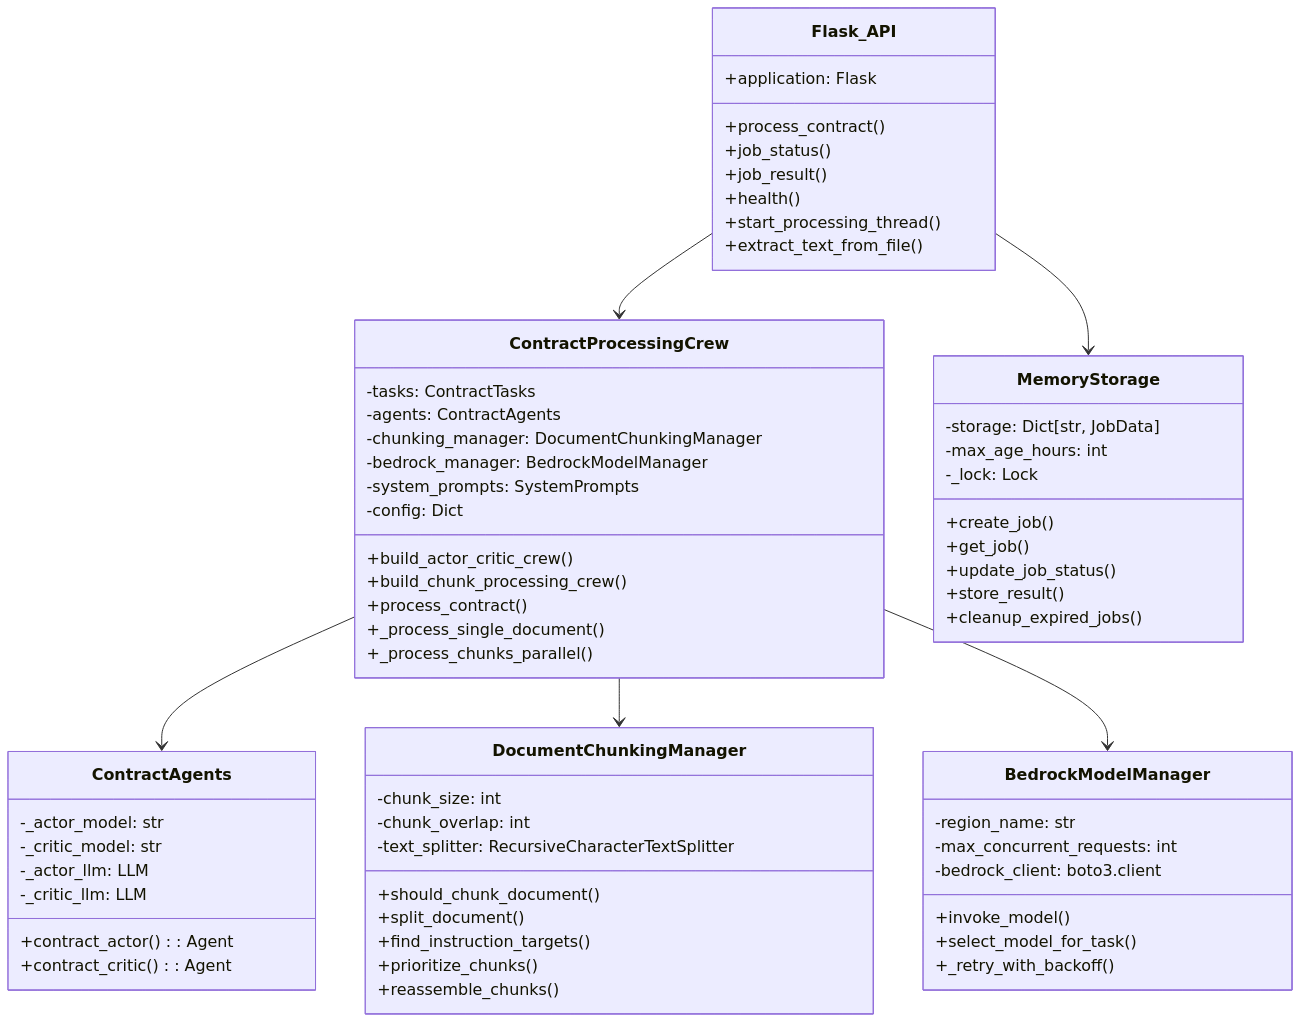 Flask_API
+application: Flask
+process_contract()
+job_status()
+job_result()
+health()
+start_processing_thread()
+extract_text_from_file()
ContractProcessingCrew
-tasks: ContractTasks
-agents: ContractAgents
-chunking_manager: DocumentChunkingManager
-bedrock_manager: BedrockModelManager
-system_prompts: SystemPrompts
-config: Dict
+build_actor_critic_crew()
+build_chunk_processing_crew()
+process_contract()
+_process_single_document()
+_process_chunks_parallel()
MemoryStorage
-storage: Dict[str, JobData]
-max_age_hours: int
-_lock: Lock
+create_job()
+get_job()
+update_job_status()
+store_result()
+cleanup_expired_jobs()
ContractAgents
-_actor_model: str
-_critic_model: str
-_actor_llm: LLM
-_critic_llm: LLM
+contract_actor() : : Agent
+contract_critic() : : Agent
DocumentChunkingManager
-chunk_size: int
-chunk_overlap: int
-text_splitter: RecursiveCharacterTextSplitter
+should_chunk_document()
+split_document()
+find_instruction_targets()
+prioritize_chunks()
+reassemble_chunks()
BedrockModelManager
-region_name: str
-max_concurrent_requests: int
-bedrock_client: boto3.client
+invoke_model()
+select_model_for_task()
+_retry_with_backoff()